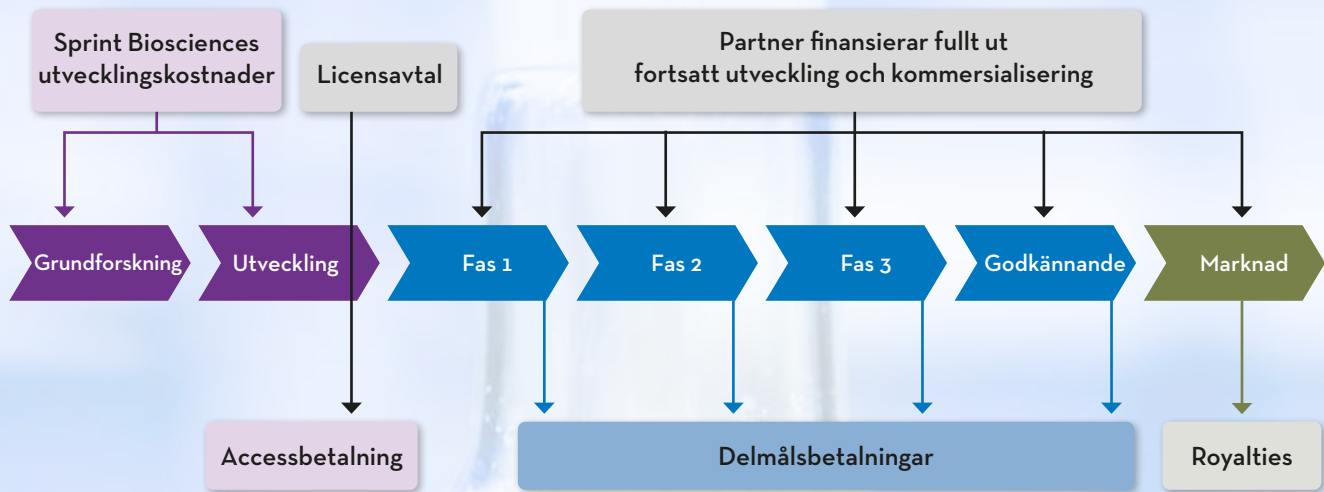 Sprint Biosciences
utvecklingskostnader
Licensavtal
Partner finansierar fullt ut
fortsatt utveckling och kommersialisering
Grundforskning
Utveckling
Fas 1
Fas 2
Fas 3
Godkännande
Marknad
Accessbetalning
Delmålsbetalningar
Royalties